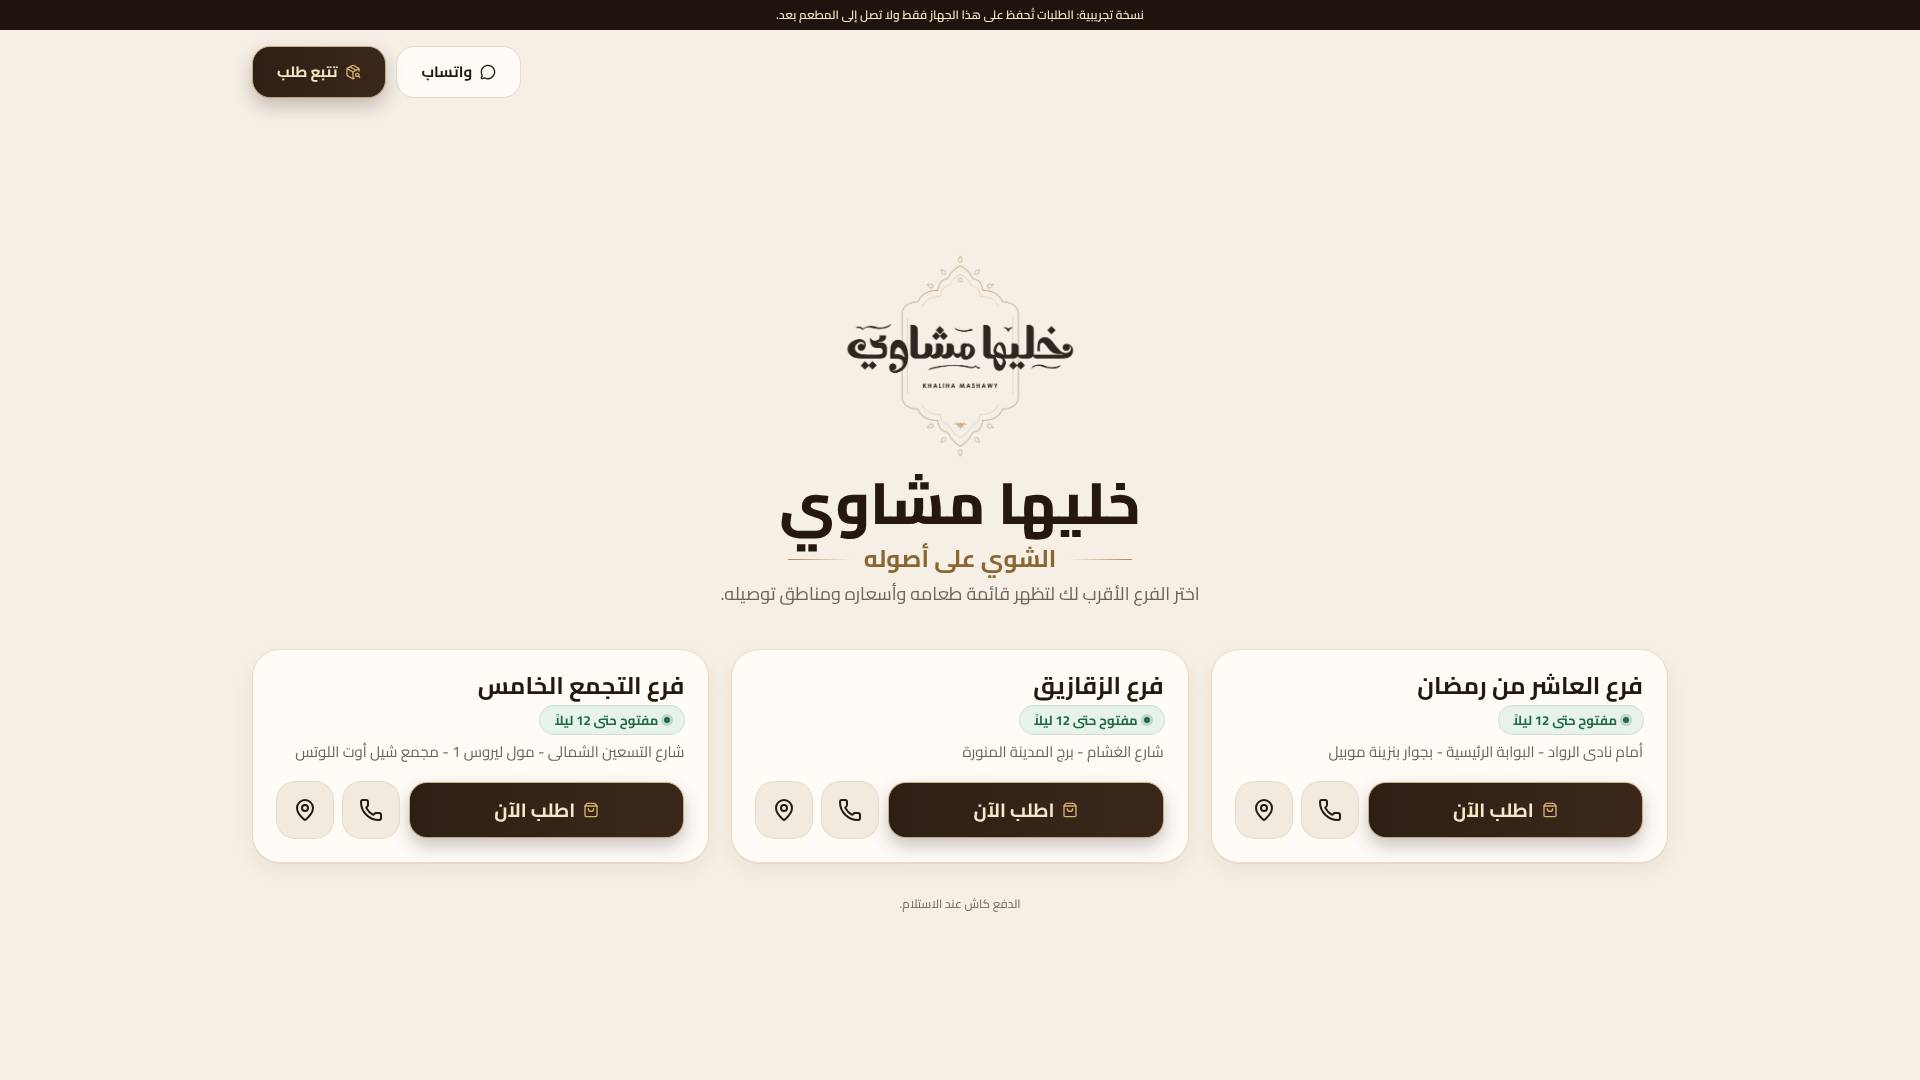 نسخة تجريبية: الطلبات تُحفظ على هذا الجهاز فقط ولا تصل إلى المطعم بعد.
واتساب
تتبع طلب
خليها مشاوي
KHALIHA MASHAWY
خليها مشاوي
الشوي على أصوله
اختر الفرع الأقرب لك لتظهر قائمة طعامه وأسعاره ومناطق توصيله.
فرع العاشر من رمضان
مفتوح حتى 12 ليلاً
أمام نادى الرواد - البوابة الرئيسية - بجوار بنزينة موبيل
اطلب الآن
فرع الزقازيق
مفتوح حتى 12 ليلاً
شارع الغشام - برج المدينة المنورة
اطلب الآن
فرع التجمع الخامس
مفتوح حتى 12 ليلاً
شارع التسعين الشمالى - مول ليروس 1 - مجمع شيل أوت اللوتس
اطلب الآن
الدفع كاش عند الاستلام.